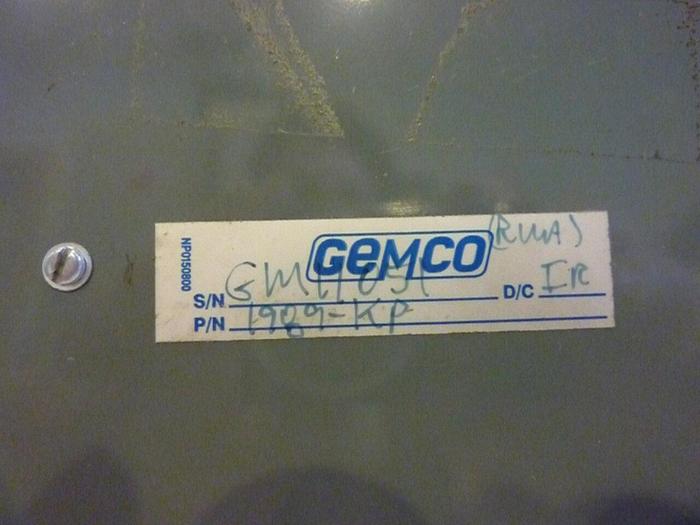 NP0150800
GEMCO (RMA)
S/N D/C IR
P/N 1989-KP